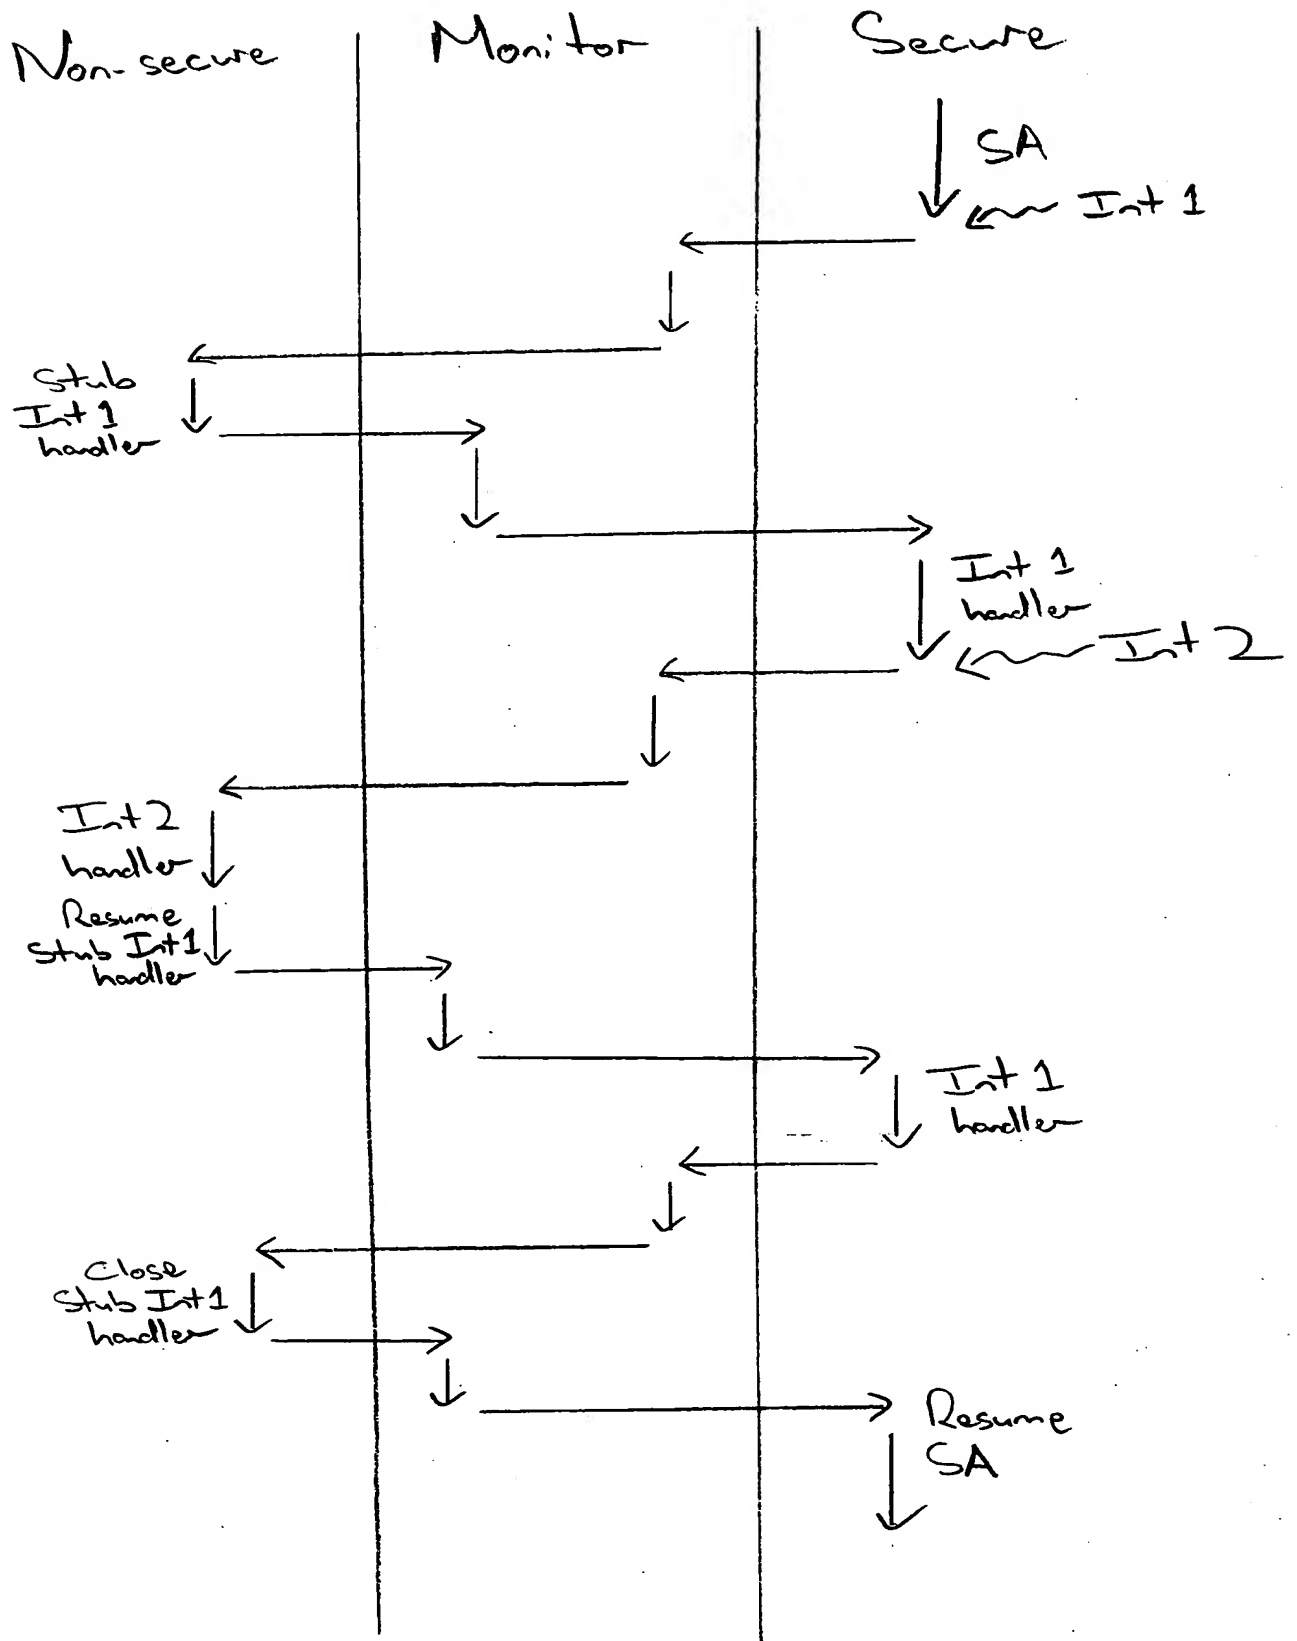 Non-secure
Monitor
Secure
SA
Int 1
Stub
Int 1
handler
Int 1
handler
Int 2
Int 2
handler
Resume
Stub Int 1
handler
Int 1
handler
Close
Stub Int 1
handler
Resume
SA